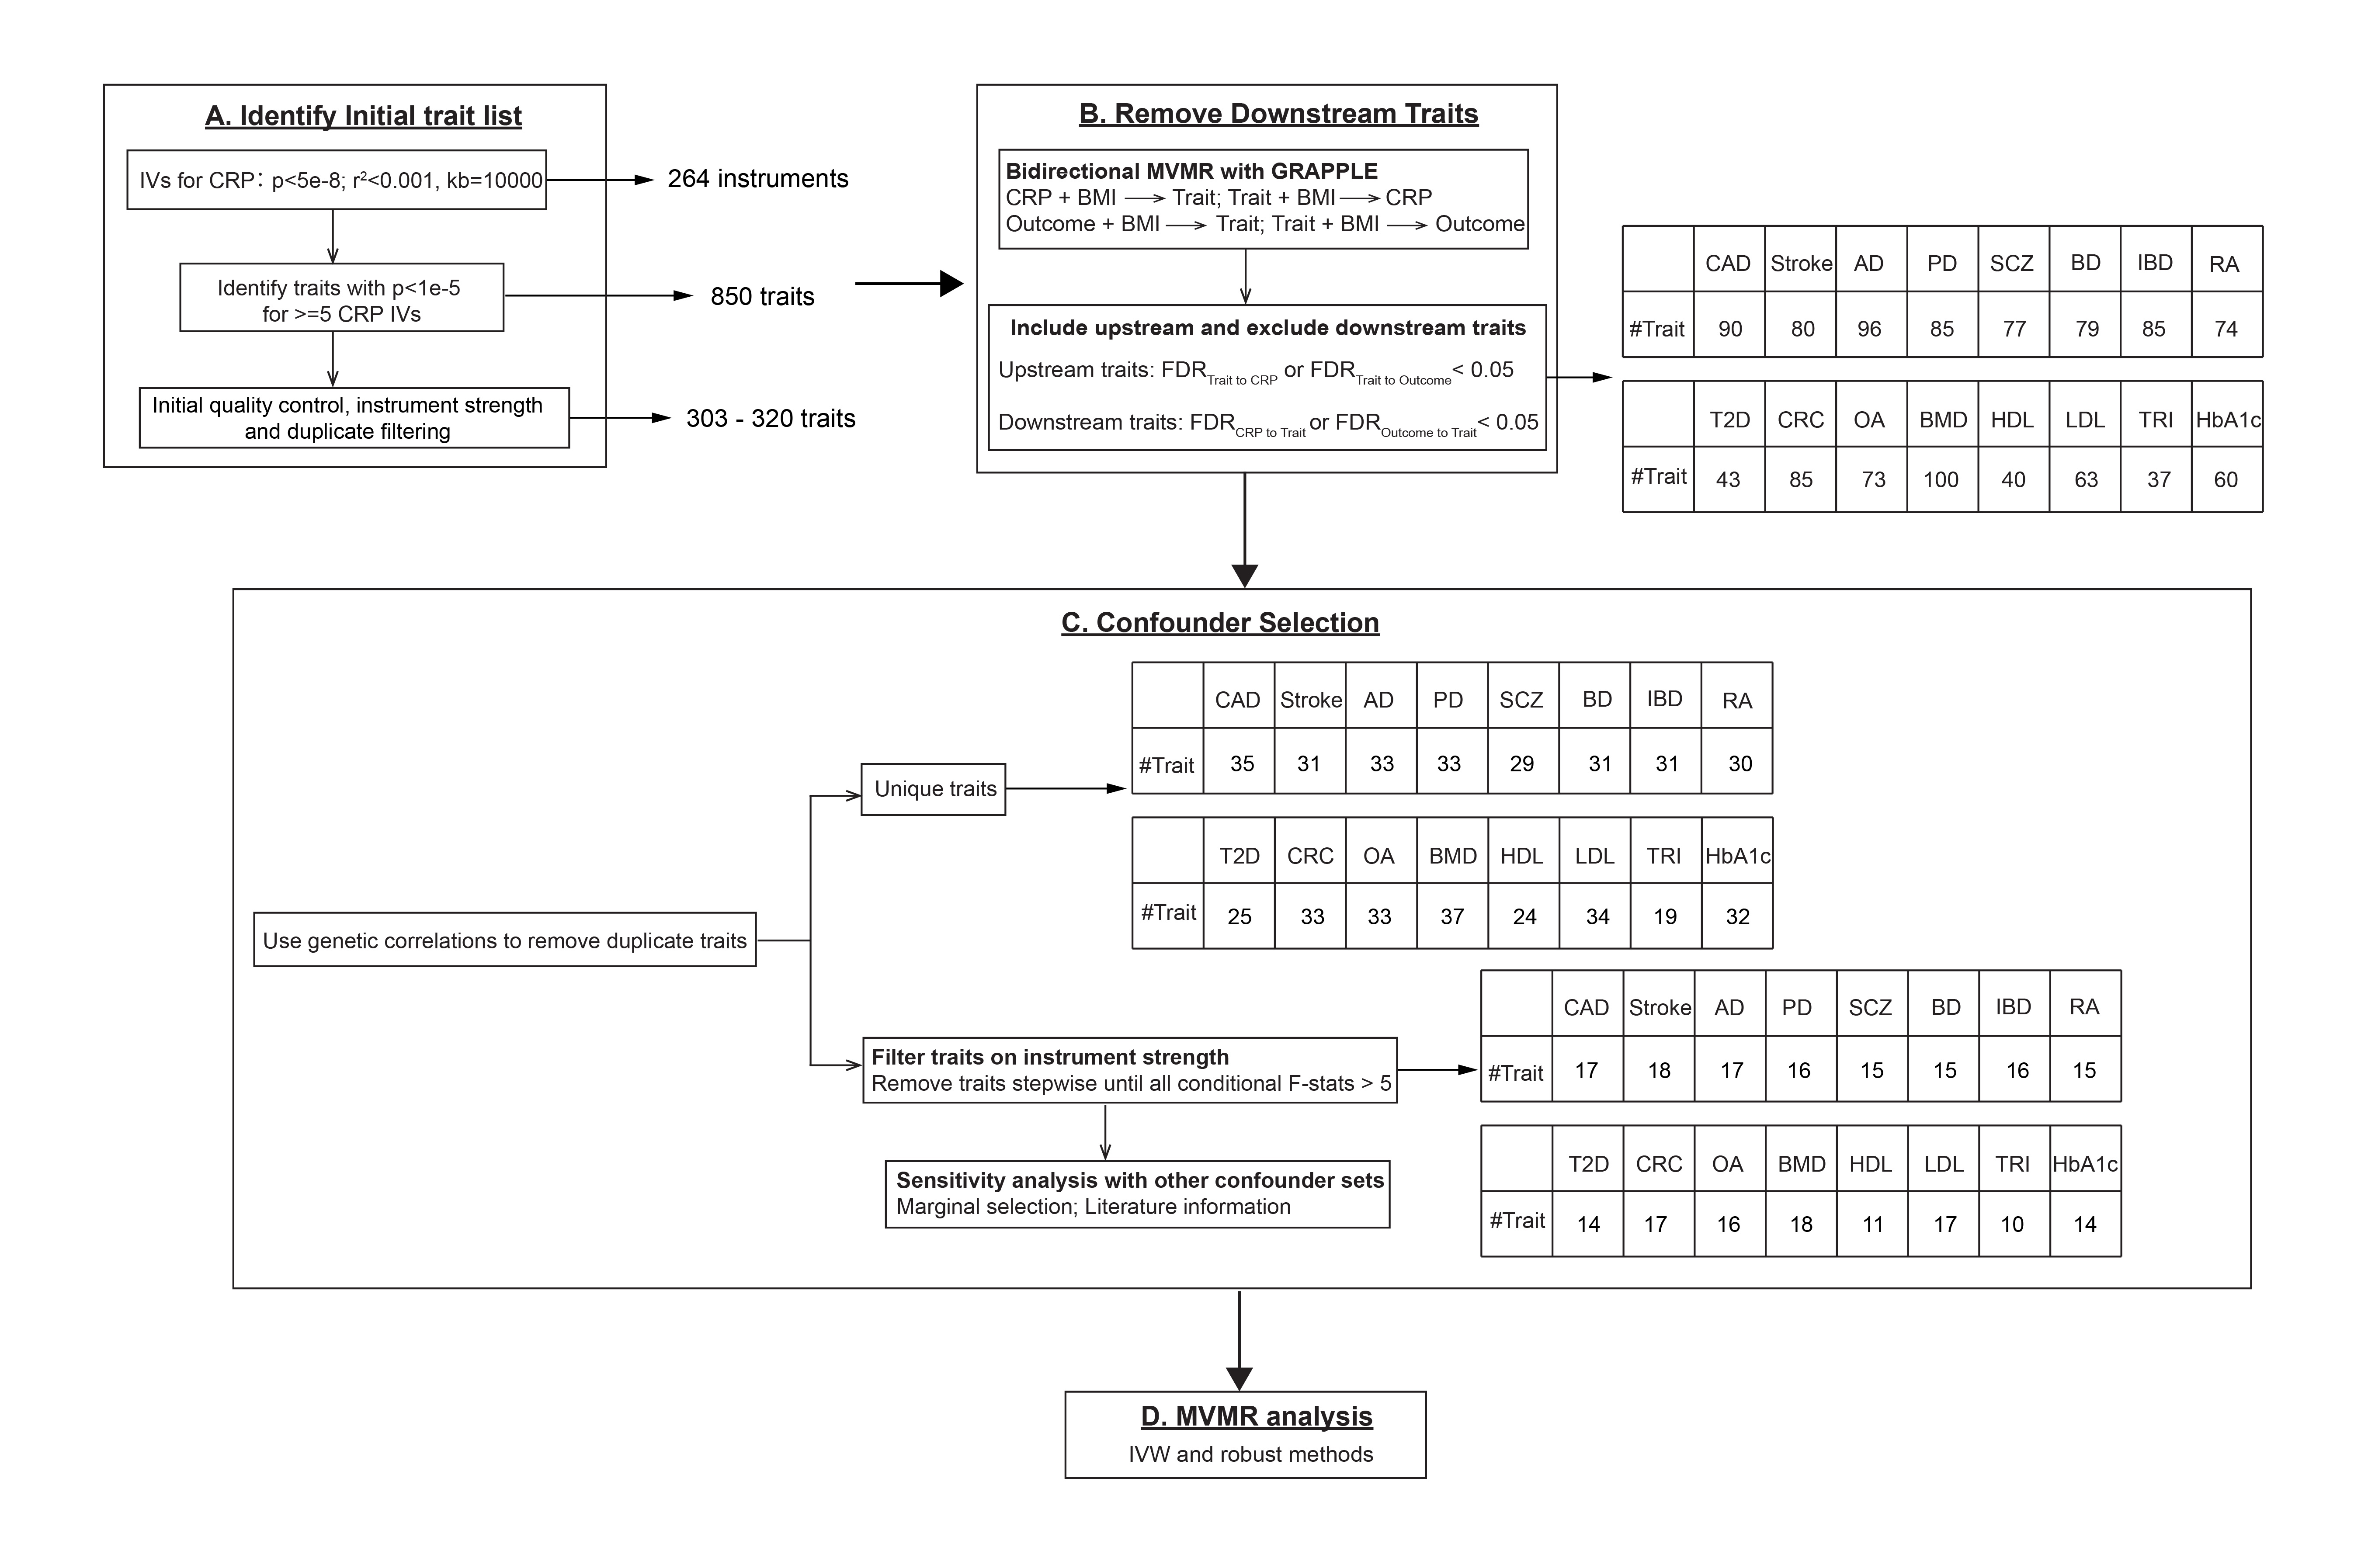 A. Identify Initial trait list
IVs for CRP: p<5e-8; r²<0.001, kb=10000
264 instruments
Identify traits with p<1e-5
for >=5 CRP IVs
850 traits
Initial quality control, instrument strength
and duplicate filtering
303 - 320 traits
B. Remove Downstream Traits
Bidirectional MVMR with GRAPPLE
CRP + BMI → Trait; Trait + BMI → CRP
Outcome + BMI → Trait; Trait + BMI → Outcome
Include upstream and exclude downstream traits
Upstream traits: FDR Trait to CRP or FDR Trait to Outcome < 0.05
Downstream traits: FDR CRP to Trait or FDR Outcome to Trait < 0.05
CAD Stroke AD PD SCZ BD IBD RA
#Trait 90 80 96 85 77 79 85 74
T2D CRC OA BMD HDL LDL TRI HbA1c
#Trait 43 85 73 100 40 63 37 60
C. Confounder Selection
Use genetic correlations to remove duplicate traits
Unique traits
CAD Stroke AD PD SCZ BD IBD RA
#Trait 35 31 33 33 29 31 31 30
T2D CRC OA BMD HDL LDL TRI HbA1c
#Trait 25 33 33 37 24 34 19 32
Filter traits on instrument strength
Remove traits stepwise until all conditional F-stats > 5
CAD Stroke AD PD SCZ BD IBD RA
#Trait 17 18 17 16 15 15 16 15
T2D CRC OA BMD HDL LDL TRI HbA1c
#Trait 14 17 16 18 11 17 10 14
Sensitivity analysis with other confounder sets
Marginal selection; Literature information
D. MVMR analysis
IVW and robust methods